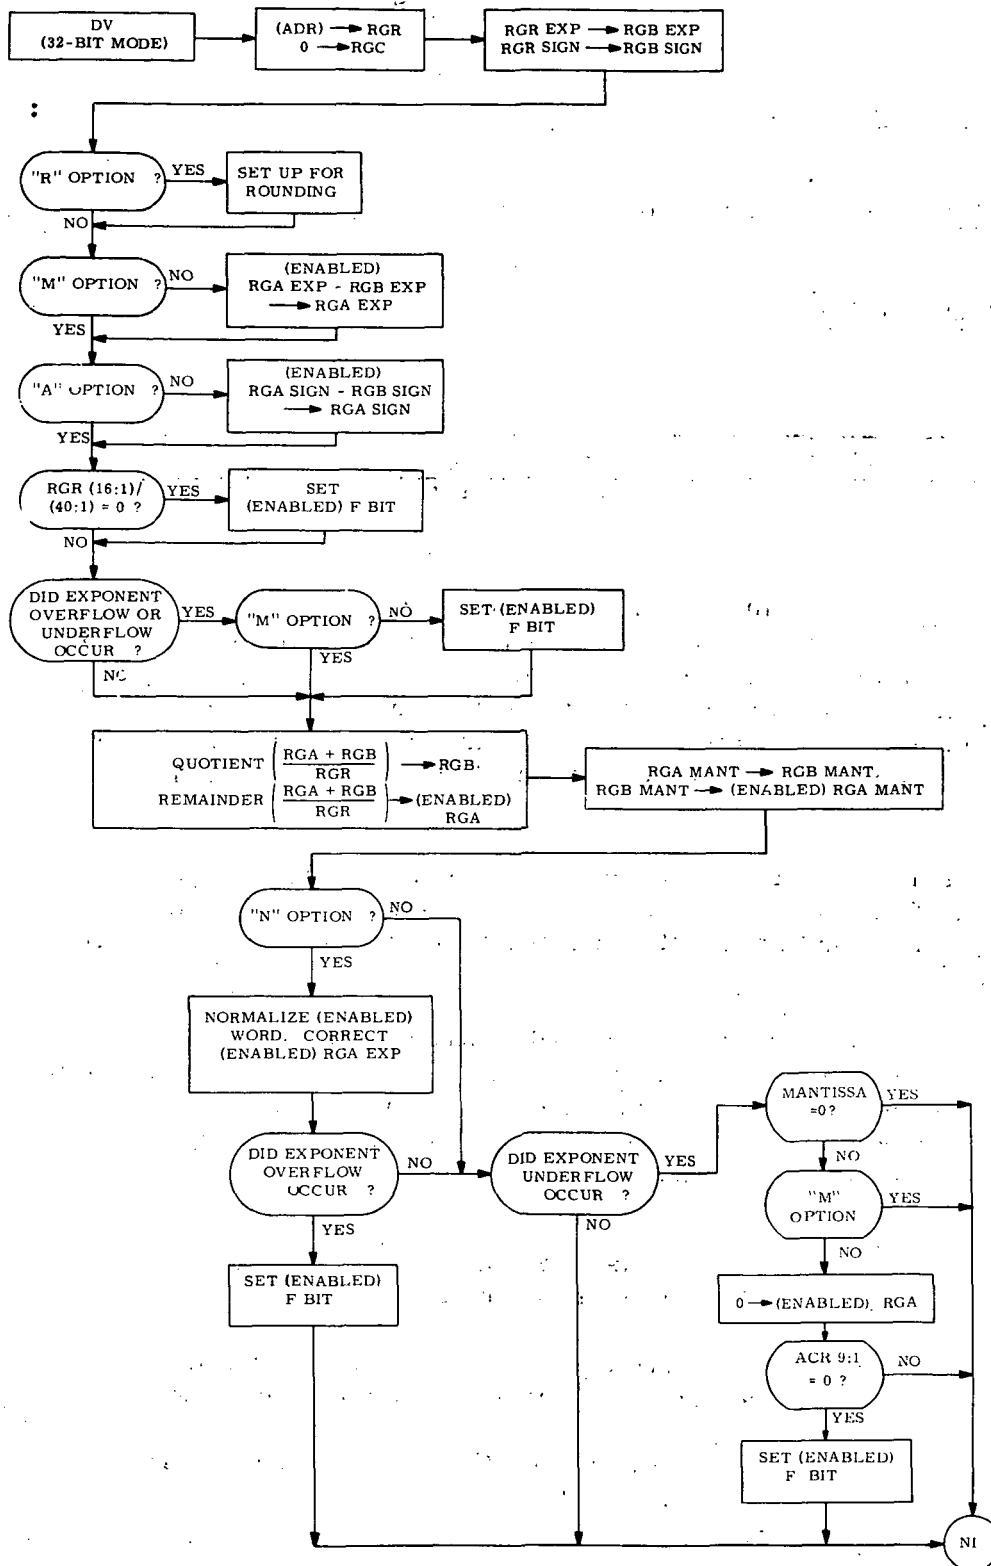 DV
(32-BIT MODE)
(ADR) → RGR
0 → RGC
RGR EXP → RGB EXP
RGR SIGN → RGB SIGN
"R" OPTION ?
YES
SET UP FOR
ROUNDING
NO
"M" OPTION ?
NO
(ENABLED)
RGA EXP - RGB EXP
→ RGA EXP
YES
"A" OPTION ?
NO
(ENABLED)
RGA SIGN - RGB SIGN
→ RGA SIGN
YES
RGR (16:1)/
(40:1) = 0 ?
YES
SET
(ENABLED) F BIT
NO
DID EXPONENT
OVERFLOW OR
UNDERFLOW
OCCUR ?
YES
"M" OPTION ?
NO
SET (ENABLED)
F BIT
YES
NO
QUOTIENT (RGA + RGB / RGR) → RGB
REMAINDER (RGA + RGB / RGR) → (ENABLED)
RGA
RGA MANT → RGB MANT.
RGB MANT → (ENABLED) RGA MANT
"N" OPTION ?
NO
YES
NORMALIZE (ENABLED)
WORD. CORRECT
(ENABLED) RGA EXP
DID EXPONENT
OVERFLOW
OCCUR ?
NO
YES
SET (ENABLED)
F BIT
DID EXPONENT
UNDERFLOW
OCCUR ?
YES
NO
MANTISSA
=0?
YES
NO
"M"
OPTION
YES
NO
0 → (ENABLED) RGA
ACR 9:1
= 0 ?
NO
YES
SET (ENABLED)
F BIT
NI